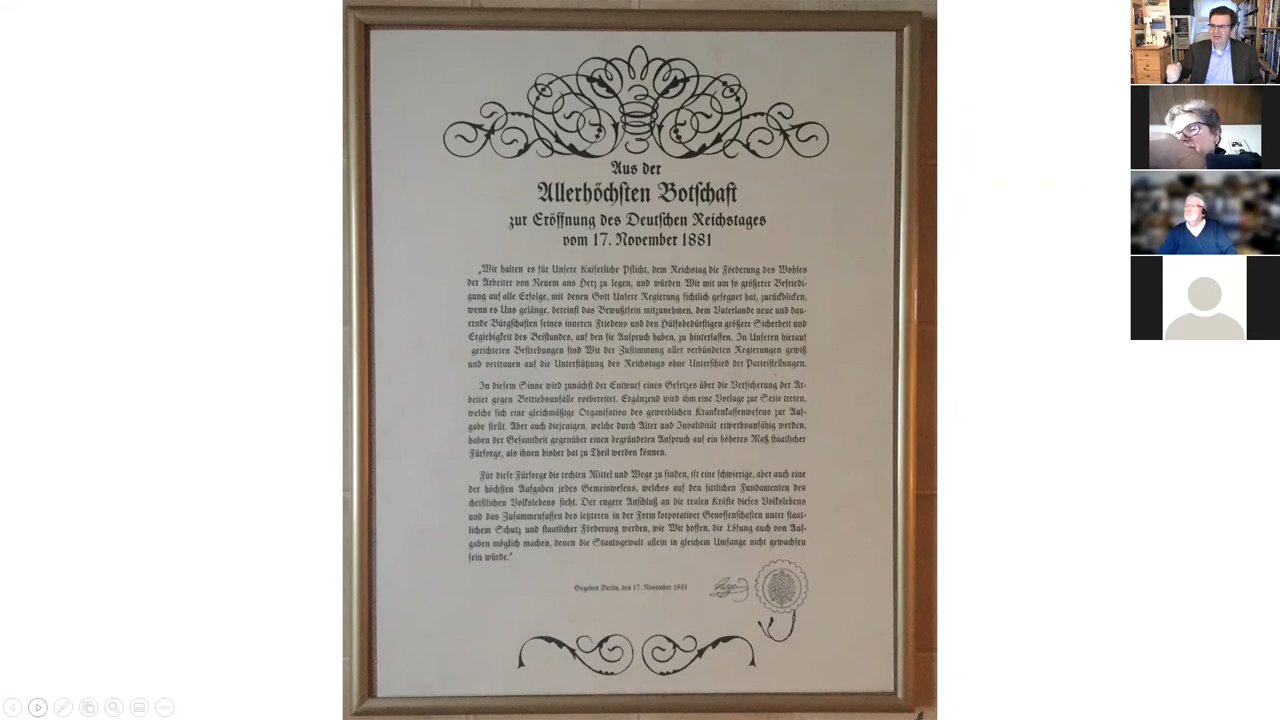 Aus der
Allerhöchsten Botschaft
zur Eröffnung des Deutschen Reichstages
vom 17. November 1881
„Wir halten es für Unsere Kaiserliche Pflicht, dem Reichstag die Förderung des Wohles
der Arbeiter von Neuem ans Herz zu legen, und würden Wir mit um so größerer Befriedi-
gung auf alle Erfolge, mit denen Gott Unsere Regierung sichtlich gesegnet hat, zurückblicken,
wenn es Uns gelänge, dereinst das Bewußtsein mitzunehmen, dem Vaterlande neue und dau-
ernde Bürgschaften seines inneren Friedens und den Hülfsbedürftigen größere Sicherheit und
Ergiebigkeit des Beistandes, auf den sie Anspruch haben, zu hinterlassen. In Unseren hierauf
gerichteten Bestrebungen sind Wir der Zustimmung aller verbündeten Regierungen gewiß
und vertrauen auf die Unterstützung des Reichstags ohne Unterschied der Parteistellungen.
In diesem Sinne wird zunächst der Entwurf eines Gesetzes über die Versicherung der Ar-
beiter gegen Betriebsunfälle vorbereitet. Ergänzend wird ihm eine Vorlage zur Seite treten,
welche sich eine gleichmäßige Organisation des gewerblichen Krankenkassenwesens zur Auf-
gabe stellt. Aber auch diejenigen, welche durch Alter und Invalidität erwerbsunfähig werden,
haben der Gesamtheit gegenüber einen begründeten Anspruch auf ein höheres Maß staatlicher
Fürsorge, als ihnen bisher hat zu Theil werden können.
Für diese Fürsorge die rechten Mittel und Wege zu finden, ist eine schwierige, aber auch eine
der höchsten Aufgaben jedes Gemeinwesens, welches auf den sittlichen Fundamenten des
christlichen Volkslebens steht. Der engere Anschluß an die realen Kräfte dieses Volkslebens
und das Zusammenfassen des letzteren in der Form korporativer Genossenschaften unter staat-
lichem Schutz und staatlicher Förderung werden, wie Wir hoffen, die Lösung auch von Auf-
gaben möglich machen, denen die Staatsgewalt allein in gleichem Umfange nicht gewachsen
sein würde.“
Gegeben Berlin, den 17. November 1881